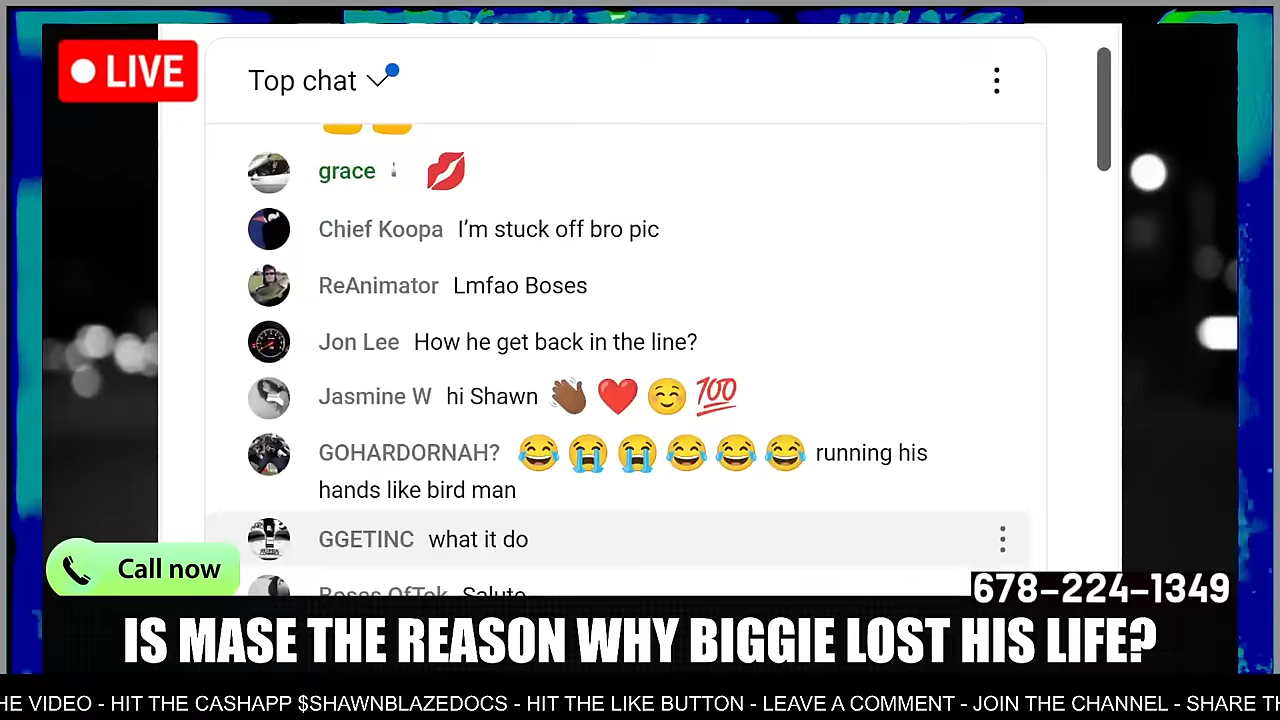 LIVE
Top chat
grace
Chief Koopa I’m stuck off bro pic
ReAnimator Lmfao Boses
Jon Lee How he get back in the line?
Jasmine W hi Shawn 👋🏾❤️☺️💯
GOHARDORNAH? 😂😭😭😂😂😂 running his
hands like bird man
GGETINC what it do
Boses OfTok Salute
Call now
678-224-1349
IS MASE THE REASON WHY BIGGIE LOST HIS LIFE?
HE VIDEO - HIT THE CASHAPP $SHAWNBLAZEDOCS - HIT THE LIKE BUTTON - LEAVE A COMMENT - JOIN THE CHANNEL - SHARE TH